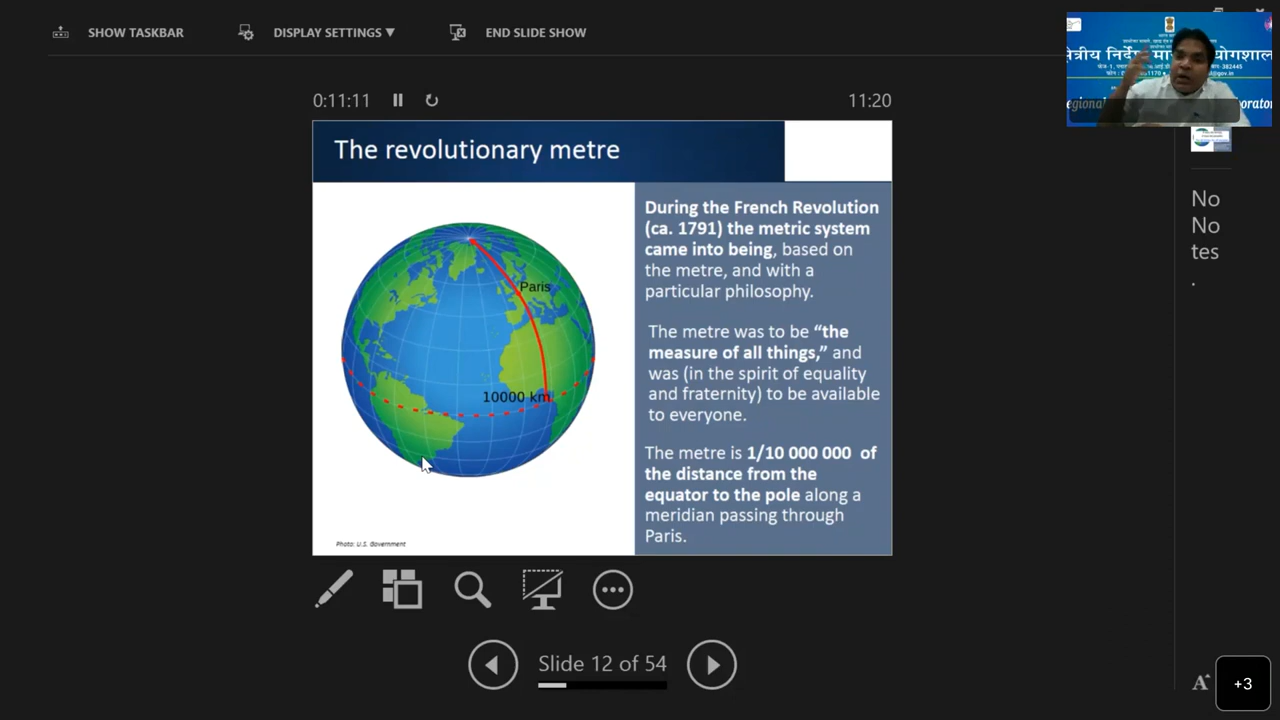 SHOW TASKBAR
DISPLAY SETTINGS ▼
END SLIDE SHOW
0:11:11
11:20
The revolutionary metre
Paris
10000 km
Photo: U.S. Government
During the French Revolution
(ca. 1791) the metric system
came into being, based on
the metre, and with a
particular philosophy.
The metre was to be “the
measure of all things,” and
was (in the spirit of equality
and fraternity) to be available
to everyone.
The metre is 1/10 000 000 of
the distance from the
equator to the pole along a
meridian passing through
Paris.
Slide 12 of 54
No
No
tes
.
A
+3
क्षेत्रीय निर्देश
382445
egional